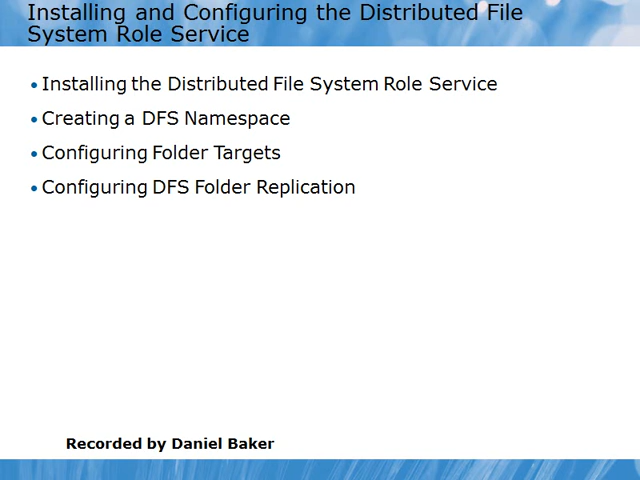 Installing and Configuring the Distributed File
System Role Service
• Installing the Distributed File System Role Service
• Creating a DFS Namespace
• Configuring Folder Targets
• Configuring DFS Folder Replication
Recorded by Daniel Baker